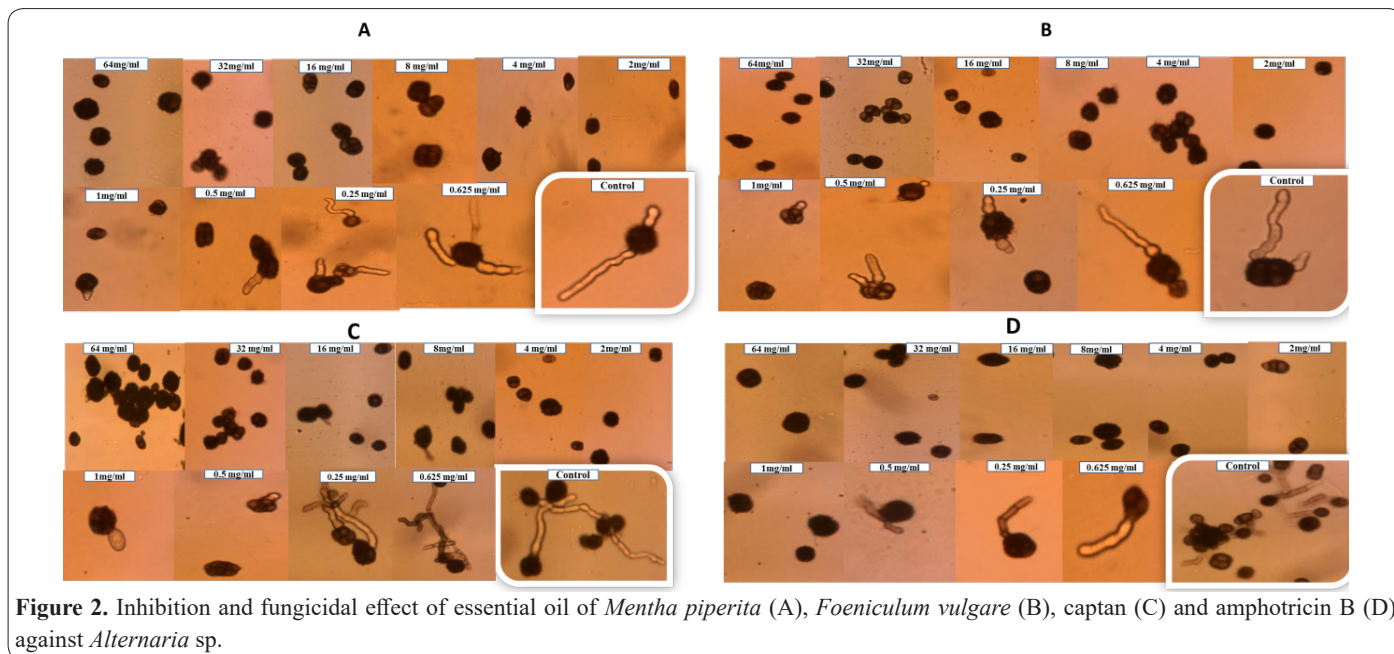 A
64mg/ml 32mg/ml 16 mg/ml 8 mg/ml 4 mg/ml 2mg/ml
1mg/ml 0.5 mg/ml 0.25 mg/ml 0.625 mg/ml Control
B
64mg/ml 32mg/ml 16 mg/ml 8 mg/ml 4 mg/ml 2mg/ml
1mg/ml 0.5 mg/ml 0.25 mg/ml 0.625 mg/ml Control
C
64 mg/ml 32 mg/ml 16 mg/ml 8mg/ml 4 mg/ml 2mg/ml
1mg/ml 0.5 mg/ml 0.25 mg/ml 0.625 mg/ml Control
D
64 mg/ml 32 mg/ml 16 mg/ml 8mg/ml 4 mg/ml 2mg/ml
1mg/ml 0.5 mg/ml 0.25 mg/ml 0.625 mg/ml Control
Figure 2. Inhibition and fungicidal effect of essential oil of Mentha piperita (A), Foeniculum vulgare (B), captan (C) and amphotricin B (D)
against Alternaria sp.